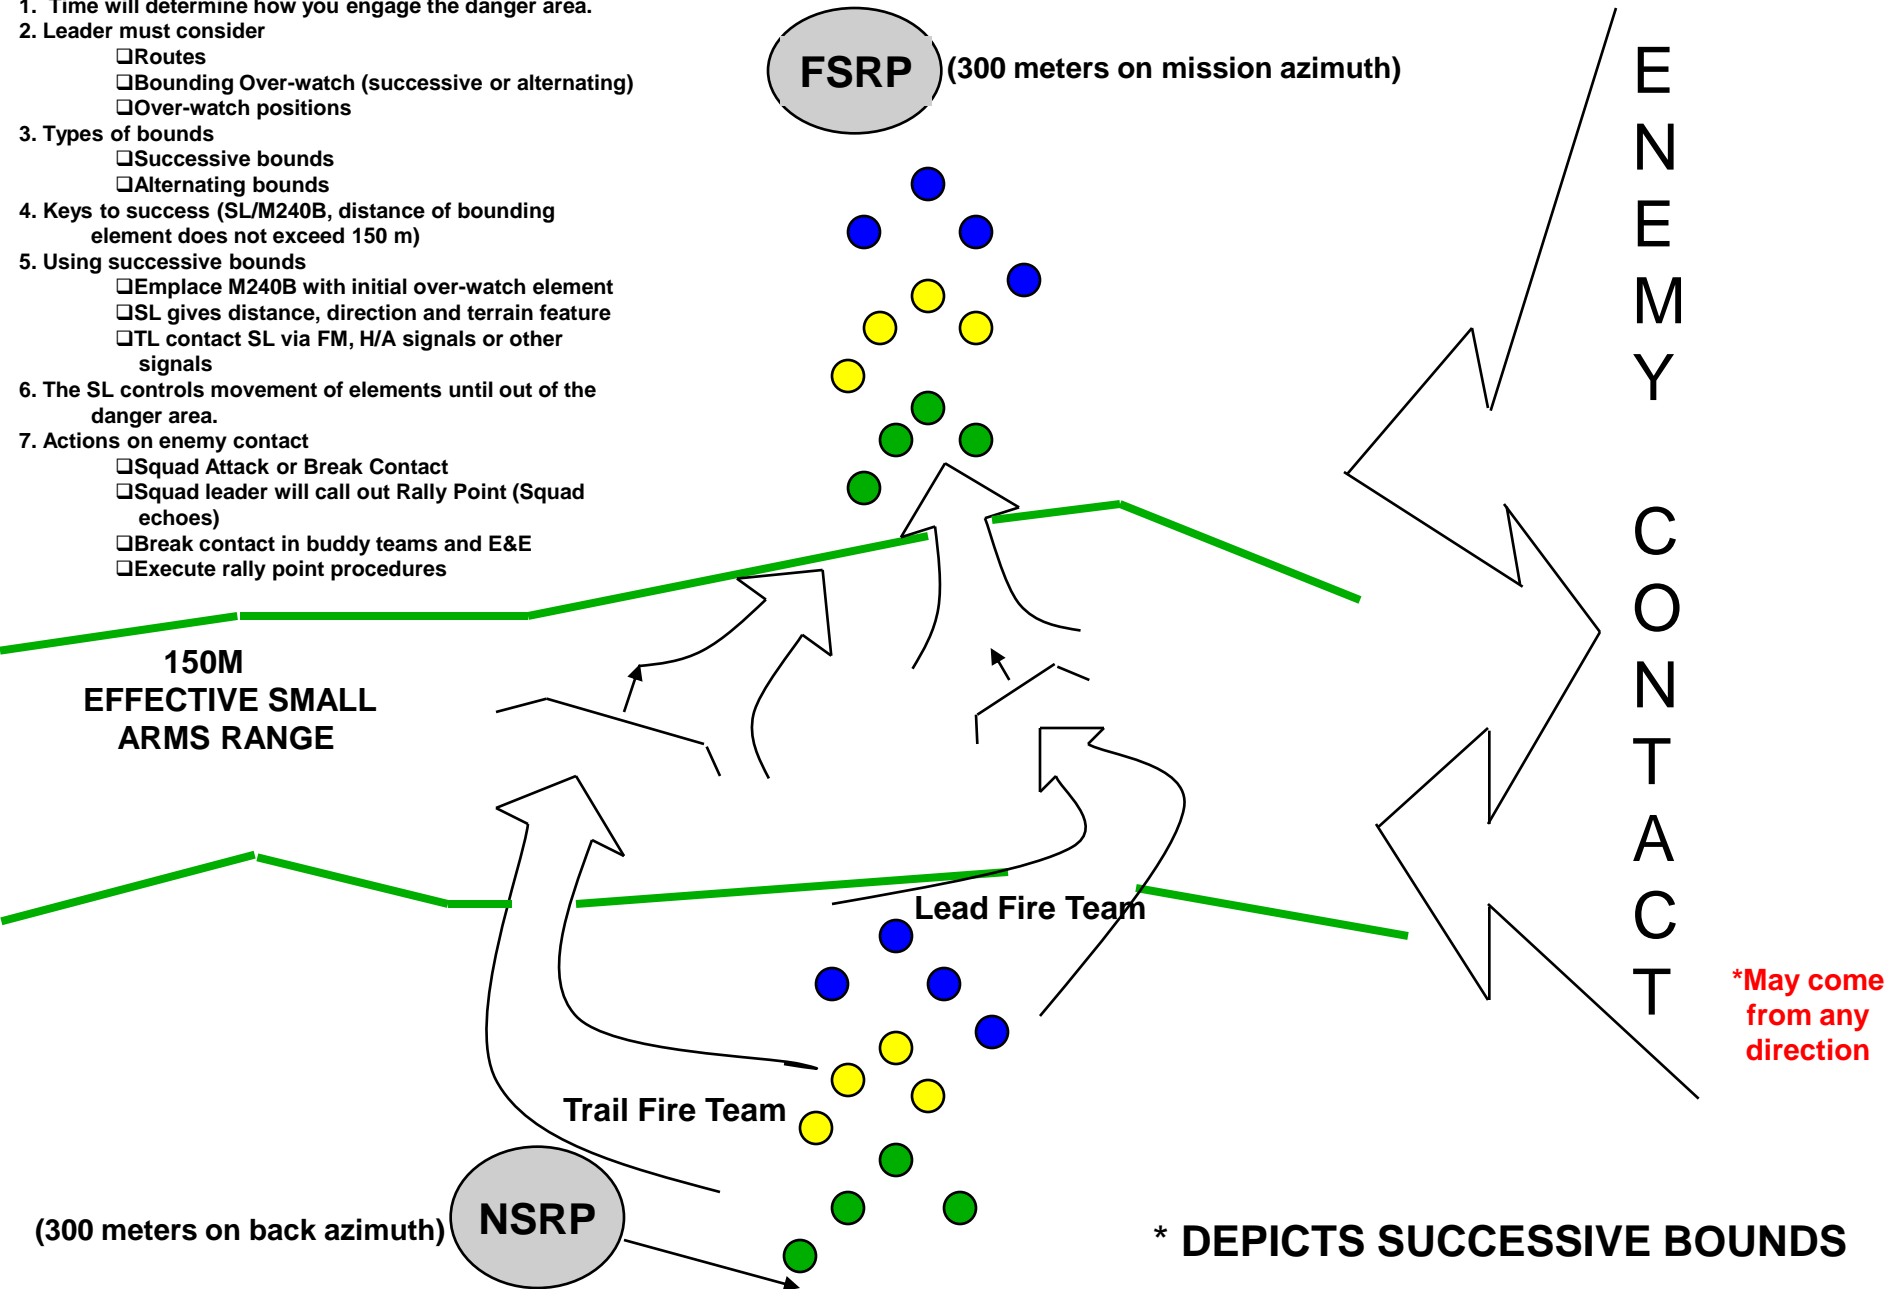 1. Time will determine how you engage the danger area.
2. Leader must consider
❑Routes
❑Bounding Over-watch (successive or alternating)
❑Over-watch positions
3. Types of bounds
❑Successive bounds
❑Alternating bounds
4. Keys to success (SL/M240B, distance of bounding
element does not exceed 150 m)
5. Using successive bounds
❑Emplace M240B with initial over-watch element
❑SL gives distance, direction and terrain feature
❑TL contact SL via FM, H/A signals or other
signals
6. The SL controls movement of elements until out of the
danger area.
7. Actions on enemy contact
❑Squad Attack or Break Contact
❑Squad leader will call out Rally Point (Squad
echoes)
❑Break contact in buddy teams and E&E
❑Execute rally point procedures
FSRP
(300 meters on mission azimuth)
ENEMY CONTACT
150M
EFFECTIVE SMALL
ARMS RANGE
Lead Fire Team
*May come
from any
direction
Trail Fire Team
NSRP
(300 meters on back azimuth)
* DEPICTS SUCCESSIVE BOUNDS